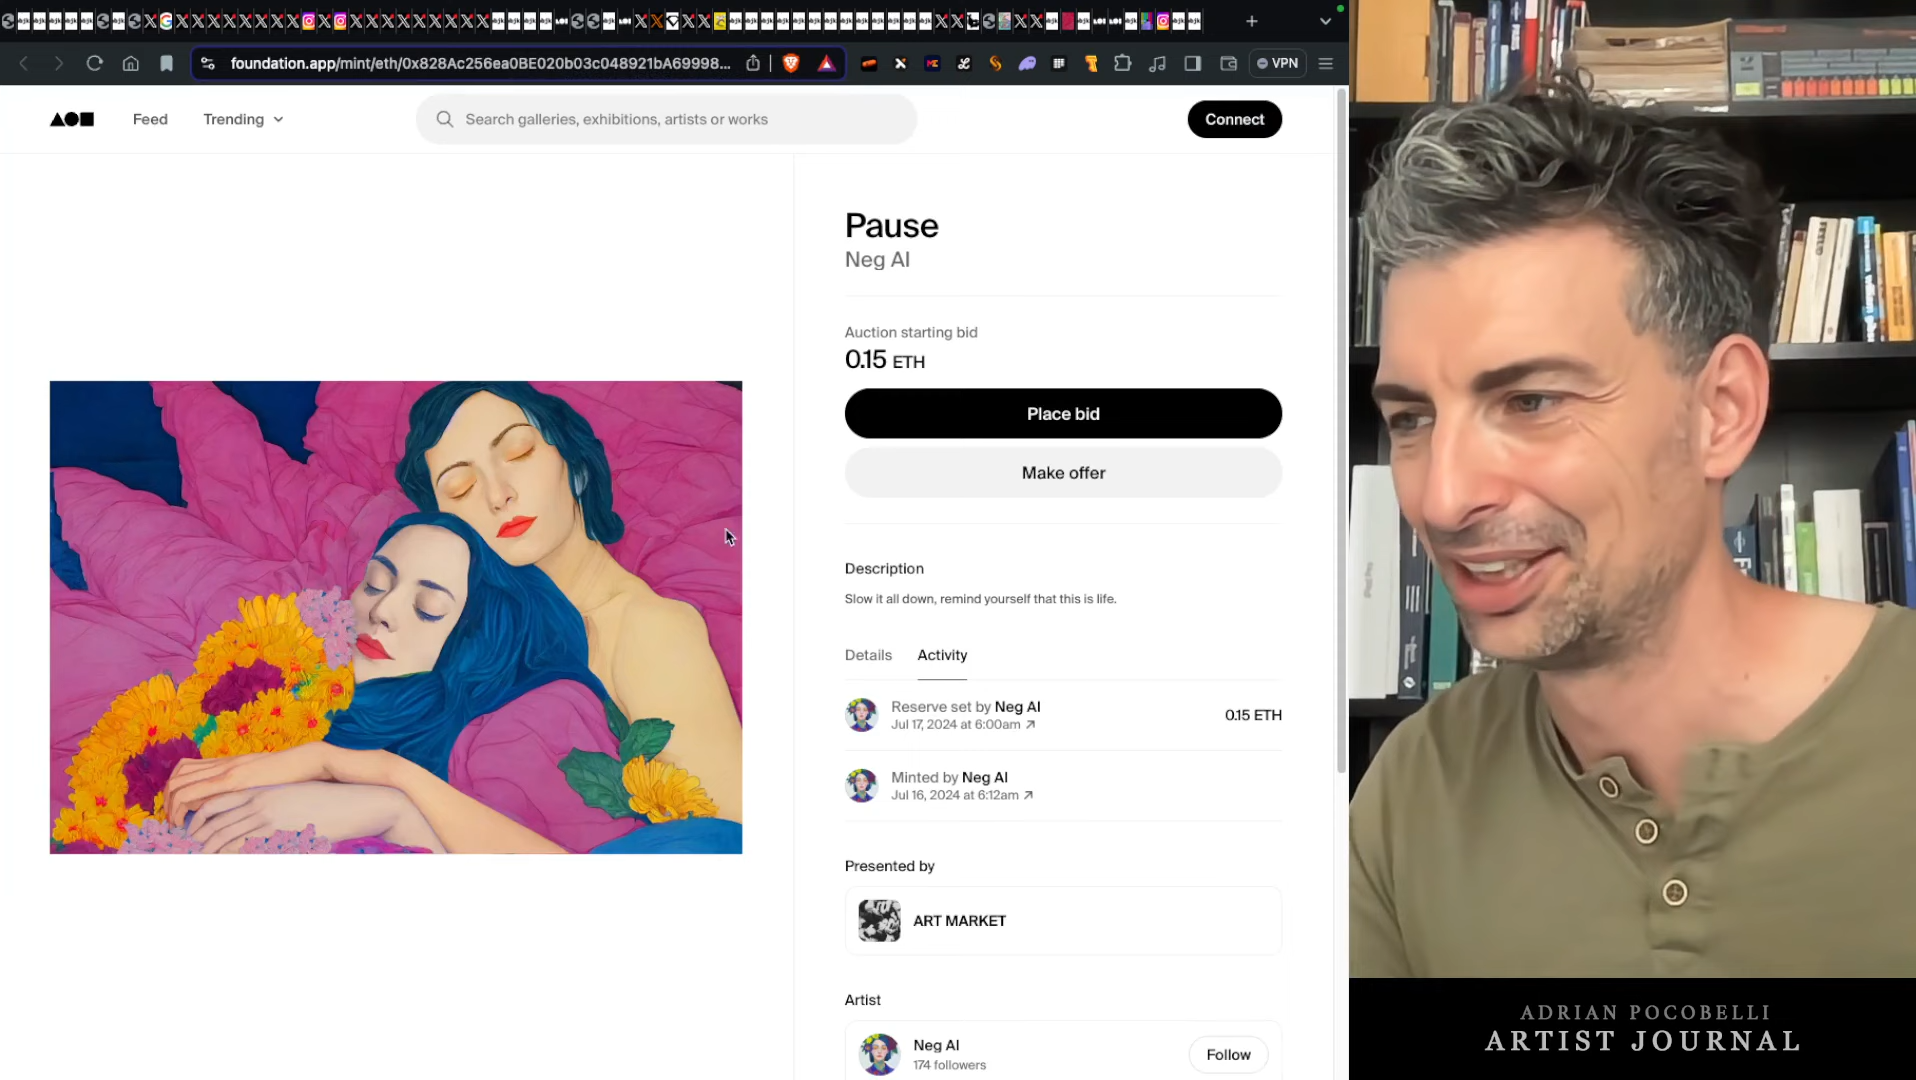 foundation.app/mint/eth/0x828Ac256ea0BE020b03c048921bA69998...
VPN
Feed
Trending
Search galleries, exhibitions, artists or works
Connect
Pause
Neg AI
Auction starting bid
0.15 ETH
Place bid
Make offer
Description
Slow it all down, remind yourself that this is life.
Details
Activity
Reserve set by Neg AI
Jul 17, 2024 at 6:00am
0.15 ETH
Minted by Neg AI
Jul 16, 2024 at 6:12am
Presented by
ART MARKET
Artist
Neg AI
174 followers
Follow
ADRIAN POCOBELLI
ARTIST JOURNAL